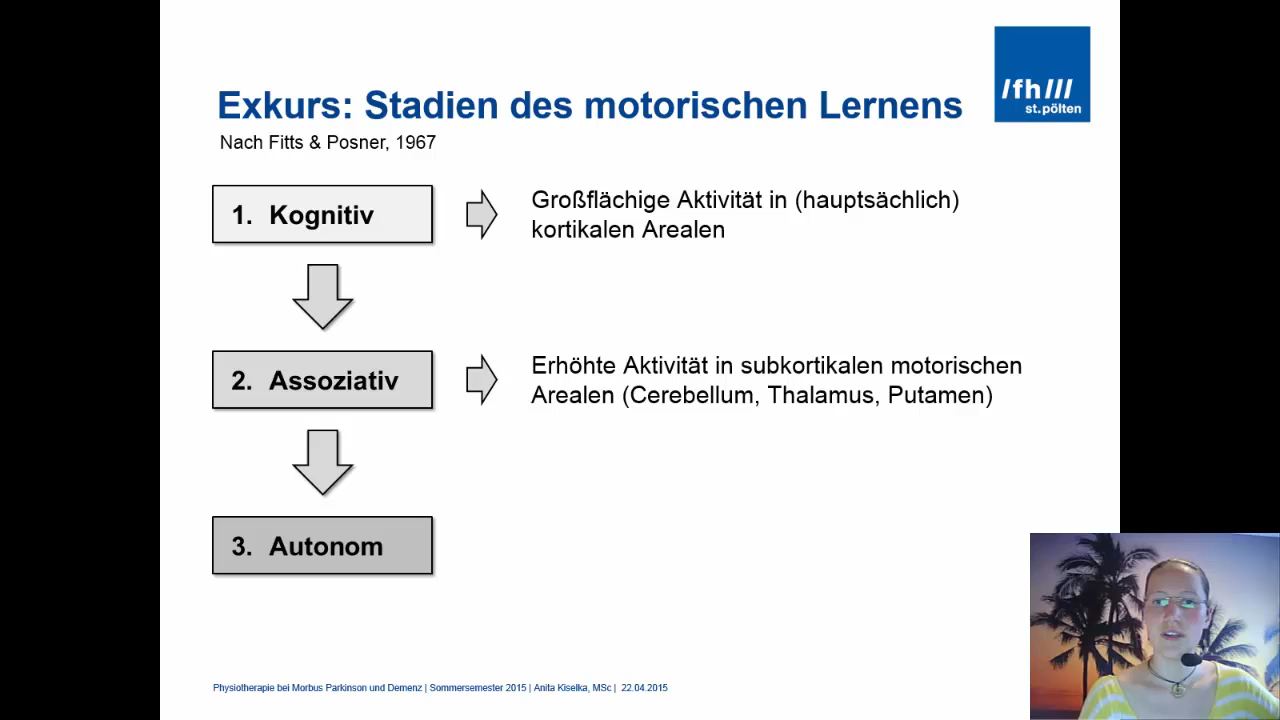 Exkurs: Stadien des motorischen Lernens
Nach Fitts & Posner, 1967
/fh///
st.pölten
1. Kognitiv
Großflächige Aktivität in (hauptsächlich)
kortikalen Arealen
2. Assoziativ
Erhöhte Aktivität in subkortikalen motorischen
Arealen (Cerebellum, Thalamus, Putamen)
3. Autonom
Physiotherapie bei Morbus Parkinson und Demenz | Sommersemester 2015 | Anita Kiselka, MSc | 22.04.2015